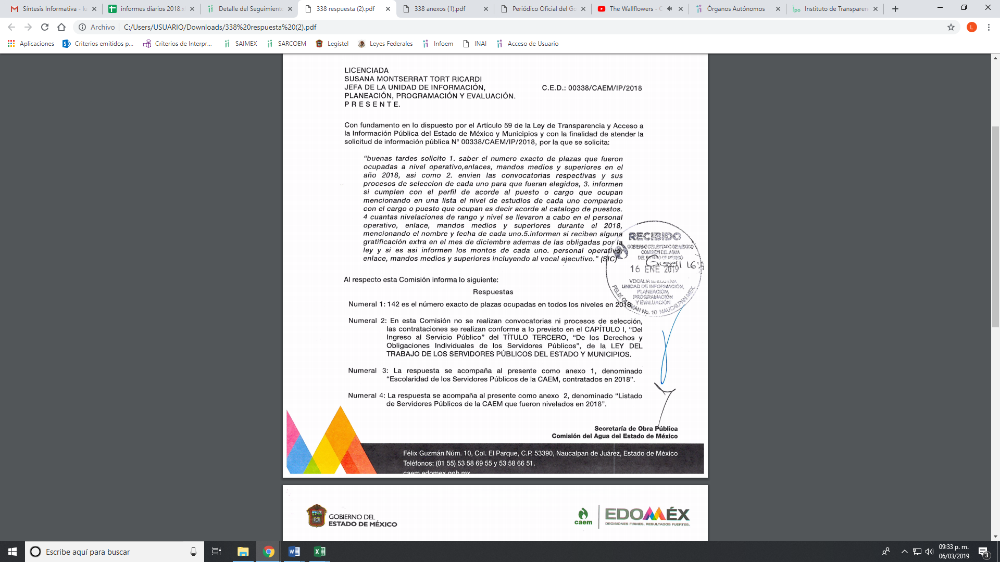 Síntesis Informativa - lu
informes diarios 2018.x
Detalle del Seguimiento
338 respuesta (2).pdf
338 anexos (1).pdf
Periódico Oficial del Go
The Wallflowers - C
Órganos Autónomos
Instituto de Transparen
Archivo
C:/Users/USUARIO/Downloads/338%20respuesta%20(2).pdf
L
Aplicaciones
Criterios emitidos p...
Criterios de Interpr...
SAIMEX
SARCOEM
Legistel
Leyes Federales
Infoem
INAI
Acceso de Usuario
LICENCIADA
SUSANA MONTSERRAT TORT RICARDI
JEFA DE LA UNIDAD DE INFORMACIÓN,
C.E.D.: 00338/CAEM/IP/2018
PLANEACIÓN, PROGRAMACIÓN Y EVALUACIÓN.
P R E S E N T E.
Con fundamento en lo dispuesto por el Artículo 59 de la Ley de Transparencia y Acceso a
la Información Pública del Estado de México y Municipios y con la finalidad de atender la
solicitud de información pública N° 00338/CAEM/IP/2018, por la que se solicita:
“buenas tardes solicito 1. saber el numero exacto de plazas que fueron
ocupadas a nivel operativo,enlaces, mandos medios y superiores en el
año 2018, asi como 2. envien las convocatorias respectivas y sus
procesos de seleccion de cada uno para que fueran elegidos, 3. informen
si cumplen con el perfil de acorde al puesto o cargo que ocupan
mencionando en una lista el nivel de estudios de cada uno comparado
con el cargo o puesto que ocupan es decir acorde al catalogo de puestos.
4 cuantas nivelaciones de rango y nivel se llevaron a cabo en el personal
operativo, enlace, mandos medios y superiores durante el 2018,
mencionando el nombre y fecha de cada uno.5.informen si reciben alguna
gratificación extra en el mes de diciembre ademas de las obligadas por la
ley y si es asi informen los montos de cada uno. personal operativo,
enlace, mandos medios y superiores incluyendo al vocal ejecutivo.” (SIC)
RECIBIDO
GOBIERNO DEL ESTADO DE MEXICO
COMISION DEL AGUA
DEL ESTADO DE MEXICO
16 ENE 2019
VOCALIA EJECUTIVA
UNIDAD DE INFORMACIÓN,
PLANEACIÓN,
PROGRAMACIÓN
Y EVALUACIÓN
FELIX GUZMAN No. 10 NAUCALPAN MEX.
Al respecto esta Comisión informa lo siguiente:
Respuestas
Numeral 1: 142 es el número exacto de plazas ocupadas en todos los niveles en 2018.
Numeral 2: En esta Comisión no se realizan convocatorias ni procesos de selección,
las contrataciones se realizan conforme a lo previsto en el CAPÍTULO I, “Del
Ingreso al Servicio Público” del TÍTULO TERCERO, “De los Derechos y
Obligaciones Individuales de los Servidores Públicos”, de la LEY DEL
TRABAJO DE LOS SERVIDORES PÚBLICOS DEL ESTADO Y MUNICIPIOS.
Numeral 3: La respuesta se acompaña al presente como anexo 1, denominado
“Escolaridad de los Servidores Públicos de la CAEM, contratados en 2018”.
Numeral 4: La respuesta se acompaña al presente como anexo 2, denominado “Listado
de Servidores Públicos de la CAEM que fueron nivelados en 2018”.
Secretaría de Obra Pública
Comisión del Agua del Estado de México
Félix Guzmán Núm. 10, Col. El Parque, C.P. 53390, Naucalpan de Juárez, Estado de México
Teléfonos: (01 55) 53 58 69 55 y 53 58 66 51.
caem.edomex.gob.mx
GOBIERNO DEL
ESTADO DE MÉXICO
caem
EDOMÉX
DECISIONES FIRMES, RESULTADOS FUERTES.
Escribe aquí para buscar
09:33 p. m.
06/03/2019
3